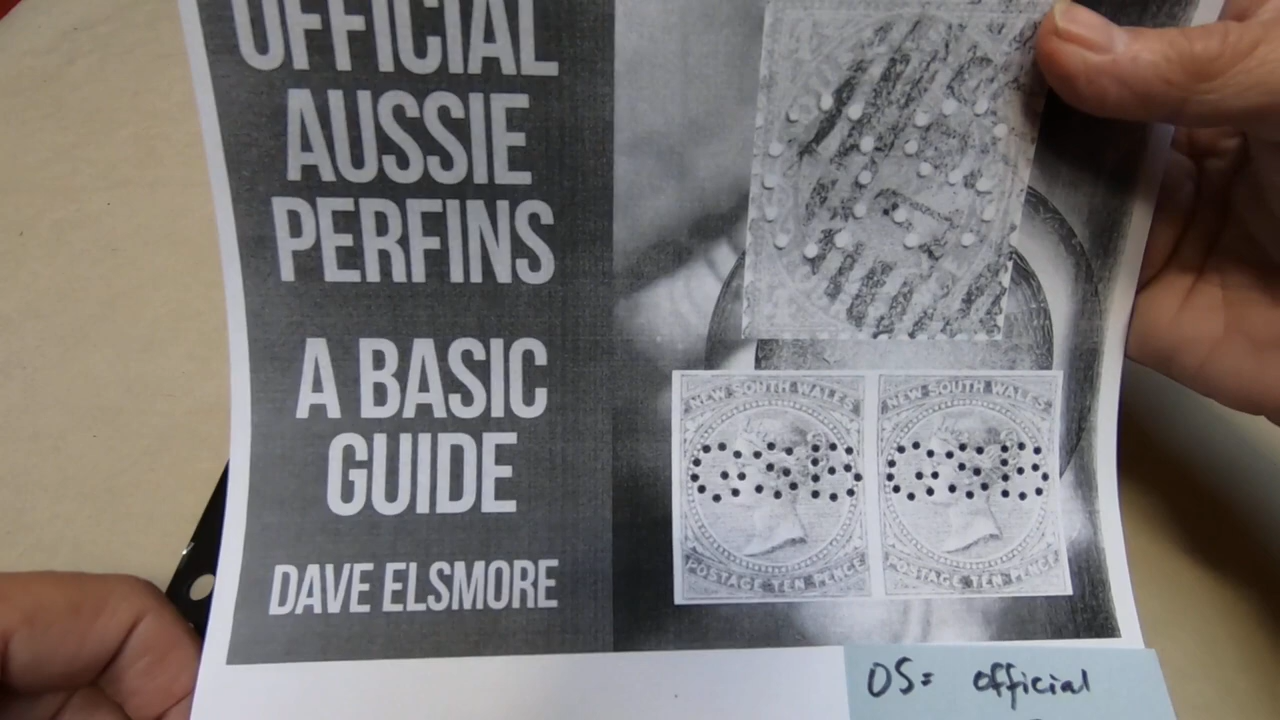 OFFICIAL
AUSSIE
PERFINS
A BASIC
GUIDE
DAVE ELSMORE
NEW SOUTH WALES
POSTAGE TEN PENCE
NEW SOUTH WALES
POSTAGE TEN PENCE
OS= official